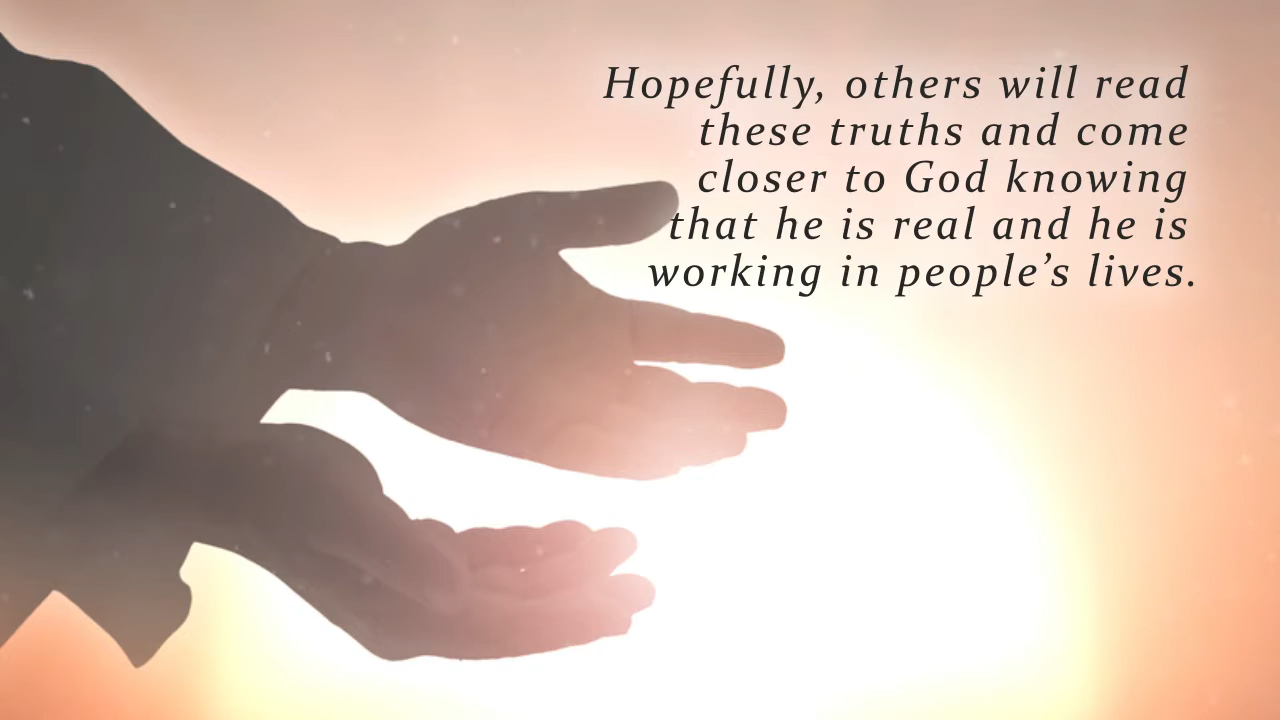 Hopefully, others will read
these truths and come
closer to God knowing
that he is real and he is
working in people’s lives.